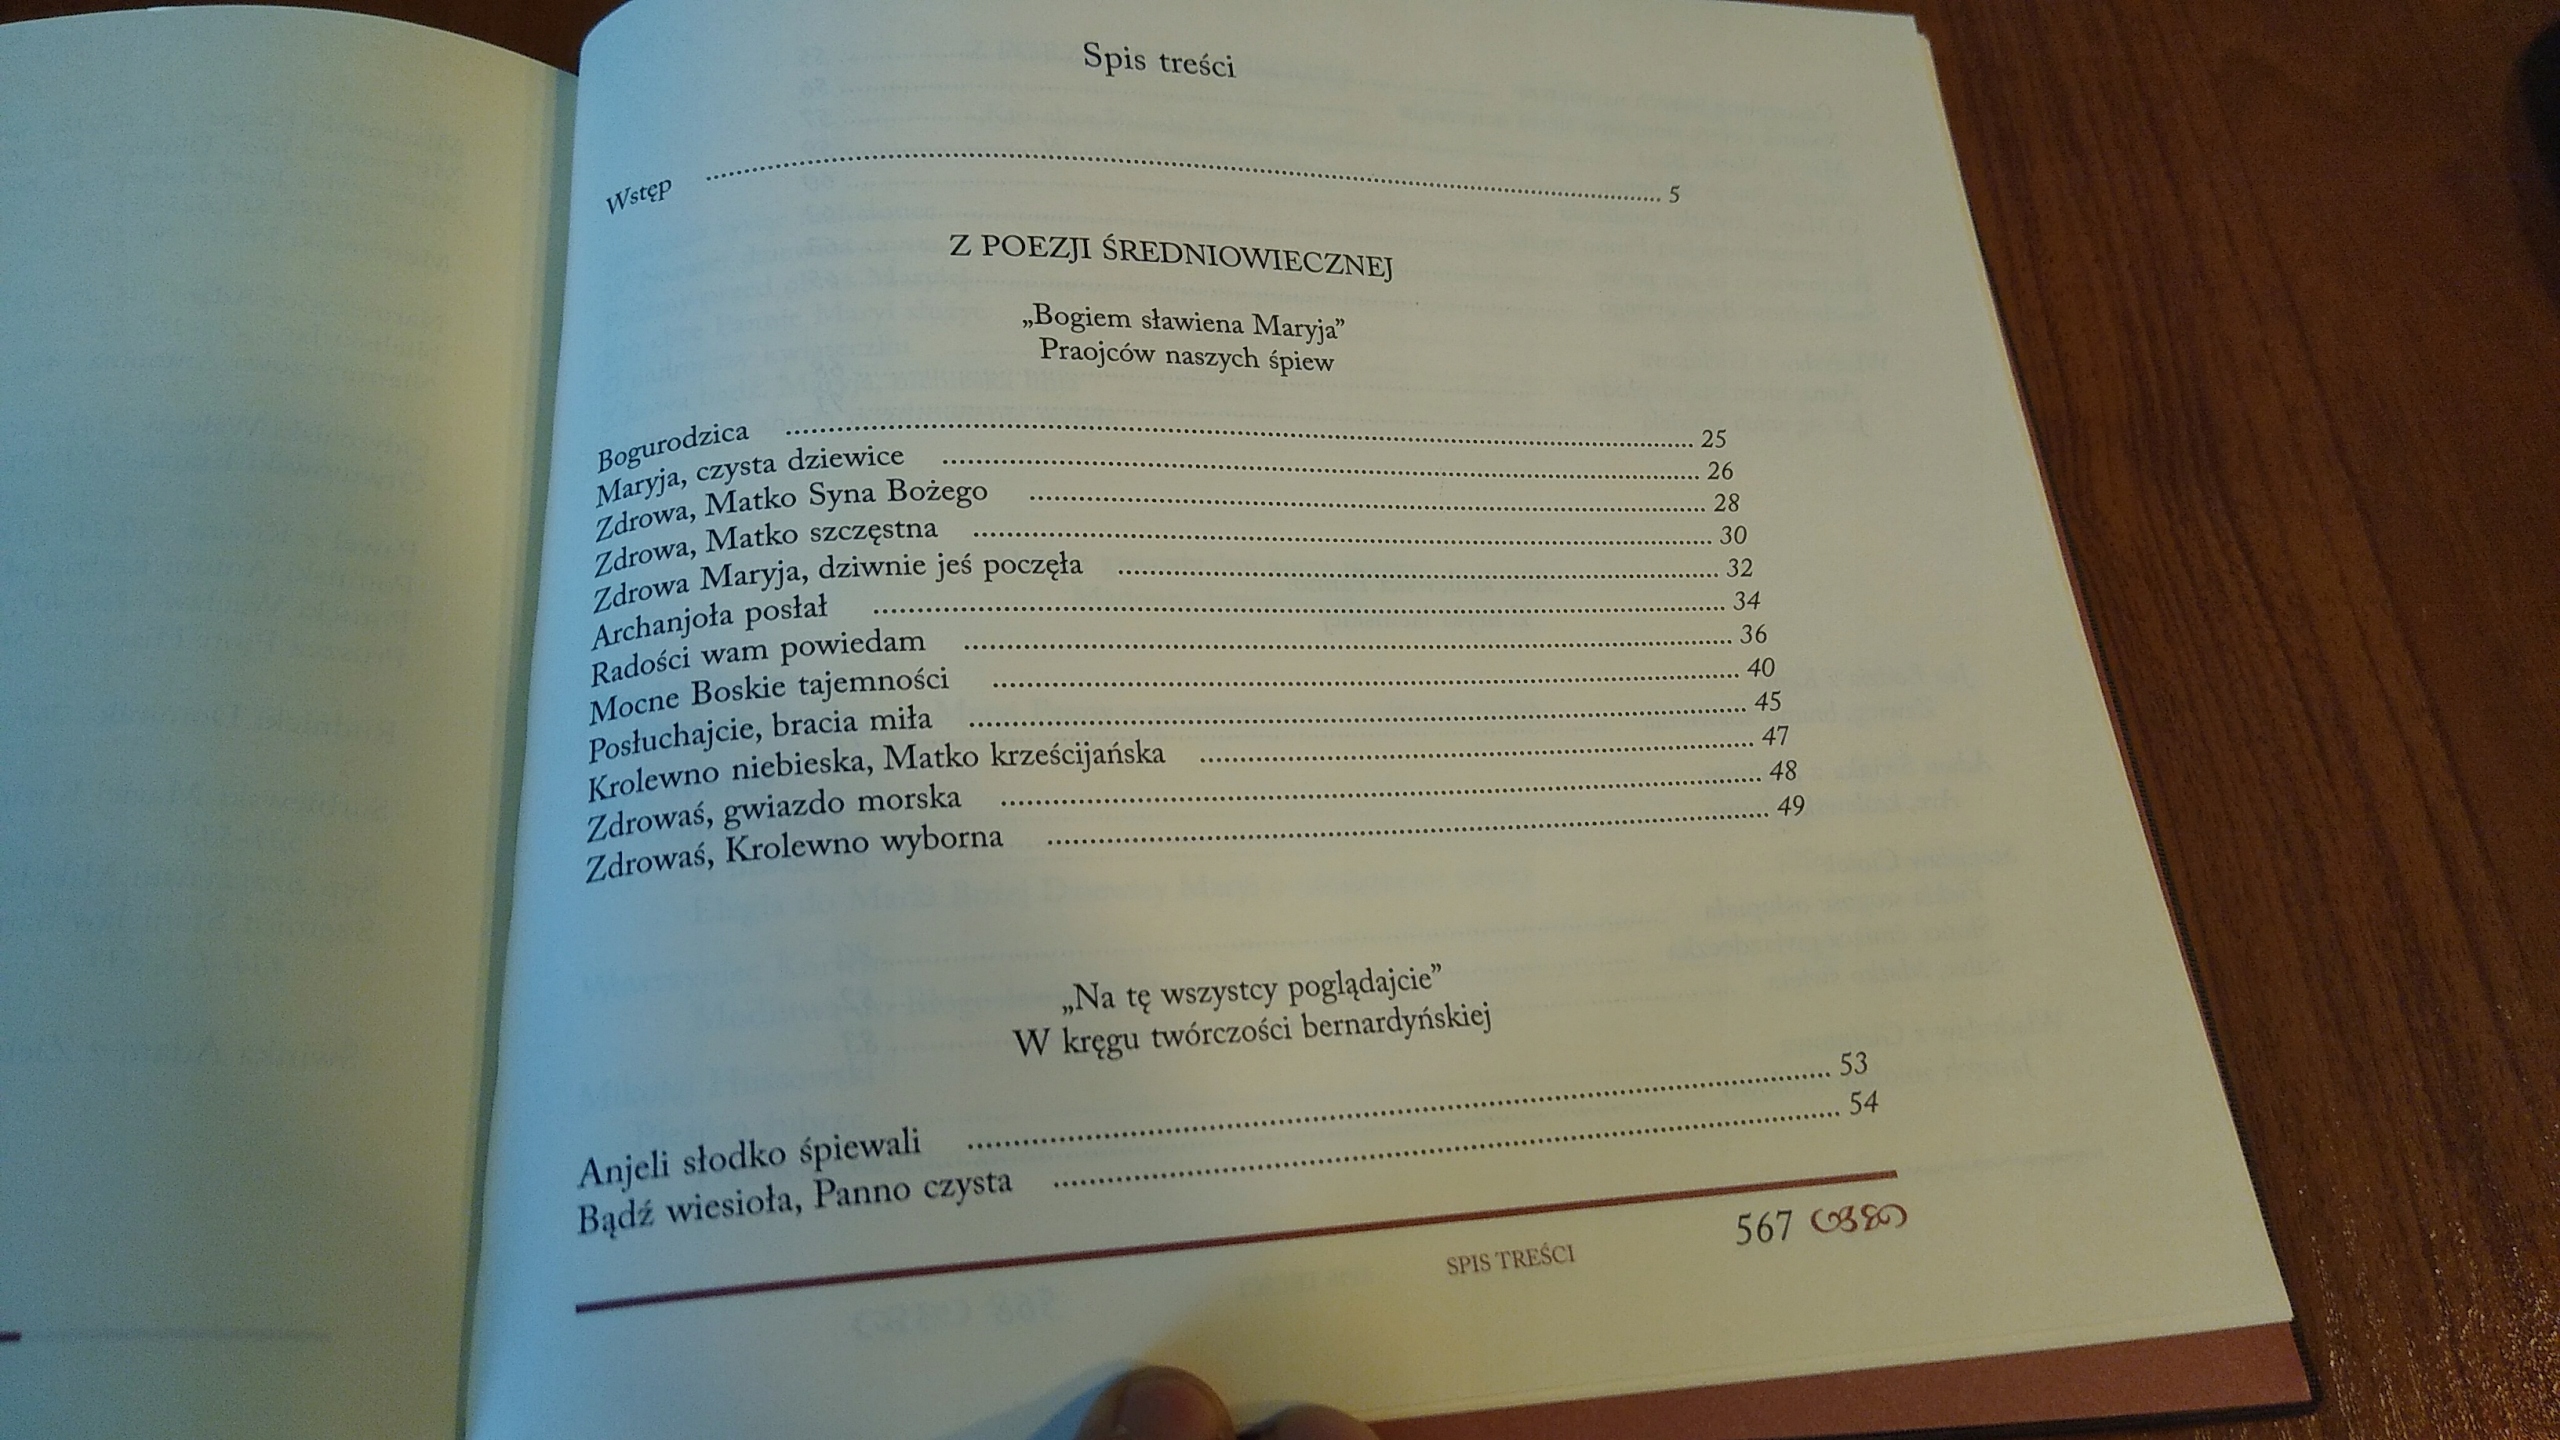 Spis treści
Wstęp ........ 5
Z POEZJI ŚREDNIOWIECZNEJ
„Bogiem sławiena Maryja”
Praojców naszych śpiew
Bogurodzica ........ 25
Maryja, czysta dziewice ........ 26
Zdrowa, Matko Syna Bożego ........ 28
Zdrowa, Matko szczęstna ........ 30
Zdrowa Maryja, dziwnie jeś poczęła ........ 32
Archanjoła posłał ........ 34
Radości wam powiedam ........ 36
Mocne Boskie tajemności ........ 40
Posłuchajcie, bracia miła ........ 45
Krolewno niebieska, Matko krześcijańska ........ 47
Zdrowaś, gwiazdo morska ........ 48
Zdrowaś, Krolewno wyborna ........ 49
„Na tę wszystcy poglądajcie”
W kręgu twórczości bernardyńskiej
Anjeli słodko śpiewali ........ 53
Bądź wiesioła, Panno czysta ........ 54
567
SPIS TREŚCI